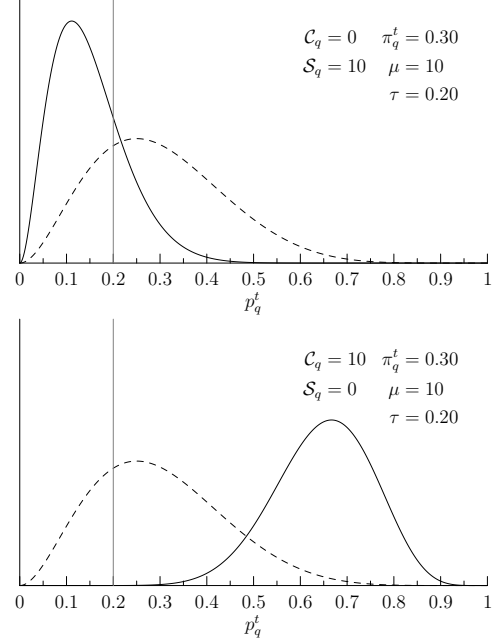 𝒞_q = 0 π_q^t = 0.30
𝒮_q = 10 μ = 10
τ = 0.20
0 0.1 0.2 0.3 0.4 0.5 0.6 0.7 0.8 0.9 1
p_q^t
𝒞_q = 10 π_q^t = 0.30
𝒮_q = 0 μ = 10
τ = 0.20
0 0.1 0.2 0.3 0.4 0.5 0.6 0.7 0.8 0.9 1
p_q^t